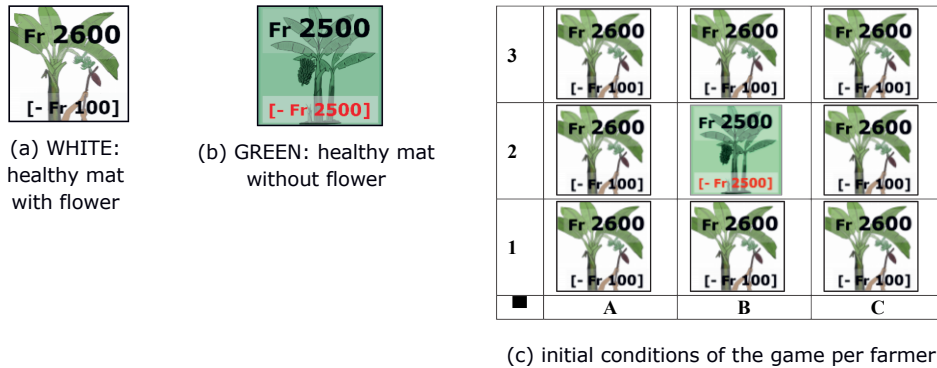 Fr 2600
[- Fr 100]
(a) WHITE:
healthy mat
with flower
Fr 2500
[- Fr 2500]
(b) GREEN: healthy mat
without flower
3
Fr 2600
Fr 2600
Fr 2600
[- Fr 100]
[- Fr 100]
[- Fr 100]
2
Fr 2600
Fr 2500
Fr 2600
[- Fr 100]
[- Fr 2500]
[- Fr 100]
1
Fr 2600
Fr 2600
Fr 2600
[- Fr 100]
[- Fr 100]
[- Fr 100]
A B C
(c) initial conditions of the game per farmer